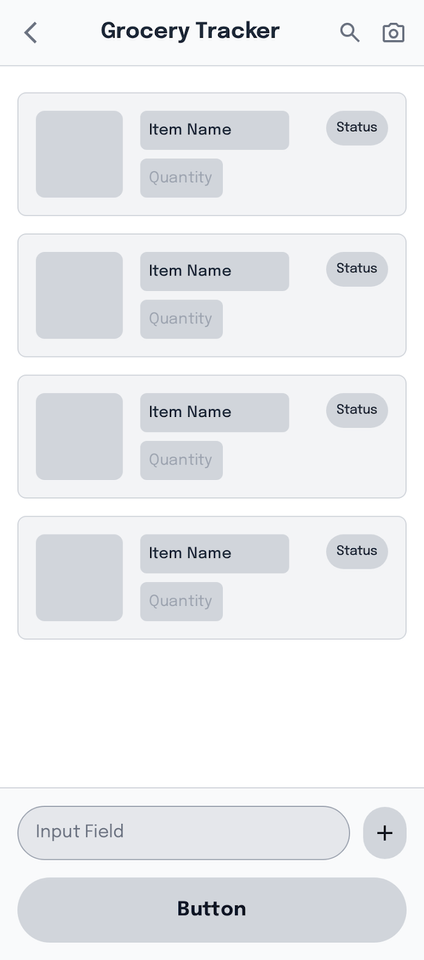 Grocery Tracker
Item Name
Status
Quantity
Item Name
Status
Quantity
Item Name
Status
Quantity
Item Name
Status
Quantity
Input Field
+
Button